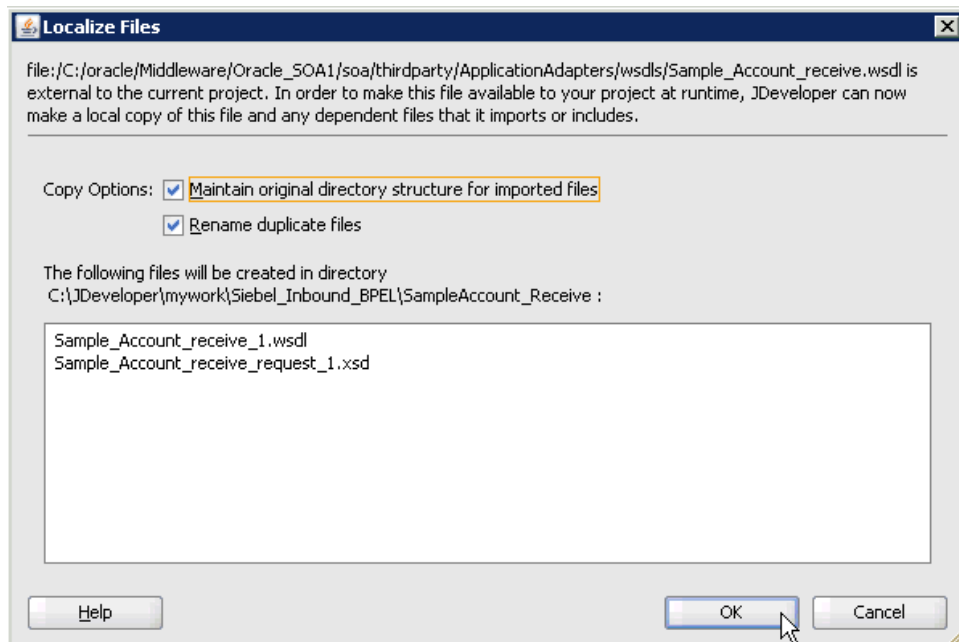 Localize Files
file:/C:/oracle/Middleware/Oracle_SOA1/soa/thirdparty/ApplicationAdapters/wsdls/Sample_Account_receive.wsdl is
external to the current project. In order to make this file available to your project at runtime, JDeveloper can now
make a local copy of this file and any dependent files that it imports or includes.
Copy Options: Maintain original directory structure for imported files
Rename duplicate files
The following files will be created in directory
C:\JDeveloper\mywork\Siebel_Inbound_BPEL\SampleAccount_Receive :
Sample_Account_receive_1.wsdl
Sample_Account_receive_request_1.xsd
Help OK Cancel